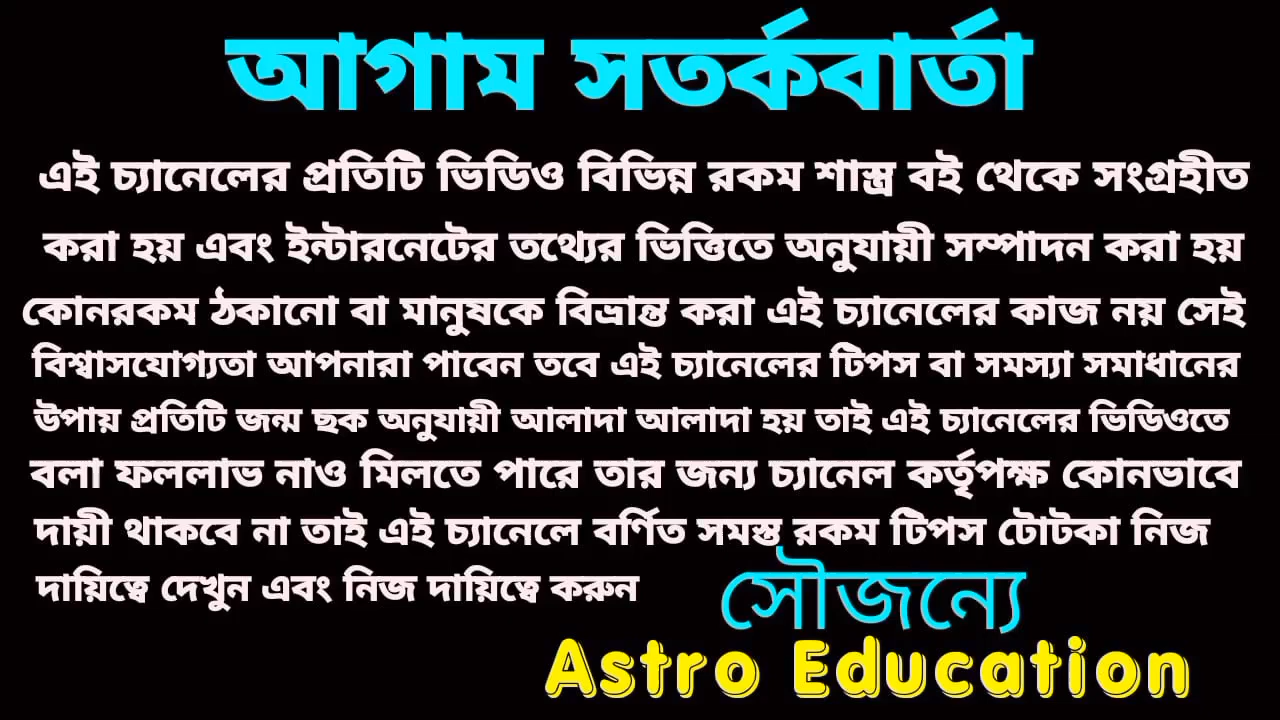 আগাম সতর্কবার্তা
এই চ্যানেলের প্রতিটি ভিডিও বিভিন্ন রকম শাস্ত্র বই থেকে সংগ্রহীত
করা হয় এবং ইন্টারনেটের তথ্যের ভিত্তিতে অনুযায়ী সম্পাদন করা হয়
কোনরকম ঠকানো বা মানুষকে বিভ্রান্ত করা এই চ্যানেলের কাজ নয় সেই
বিশ্বাসযোগ্যতা আপনারা পাবেন তবে এই চ্যানেলের টিপস বা সমস্যা সমাধানের
উপায় প্রতিটি জন্ম ছক অনুযায়ী আলাদা আলাদা হয় তাই এই চ্যানেলের ভিডিওতে
বলা ফললাভ নাও মিলতে পারে তার জন্য চ্যানেল কর্তৃপক্ষ কোনভাবে
দায়ী থাকবে না তাই এই চ্যানেলে বর্ণিত সমস্ত রকম টিপস টোটকা নিজ
দায়িত্বে দেখুন এবং নিজ দায়িত্বে করুন
সৌজন্যে
Astro Education